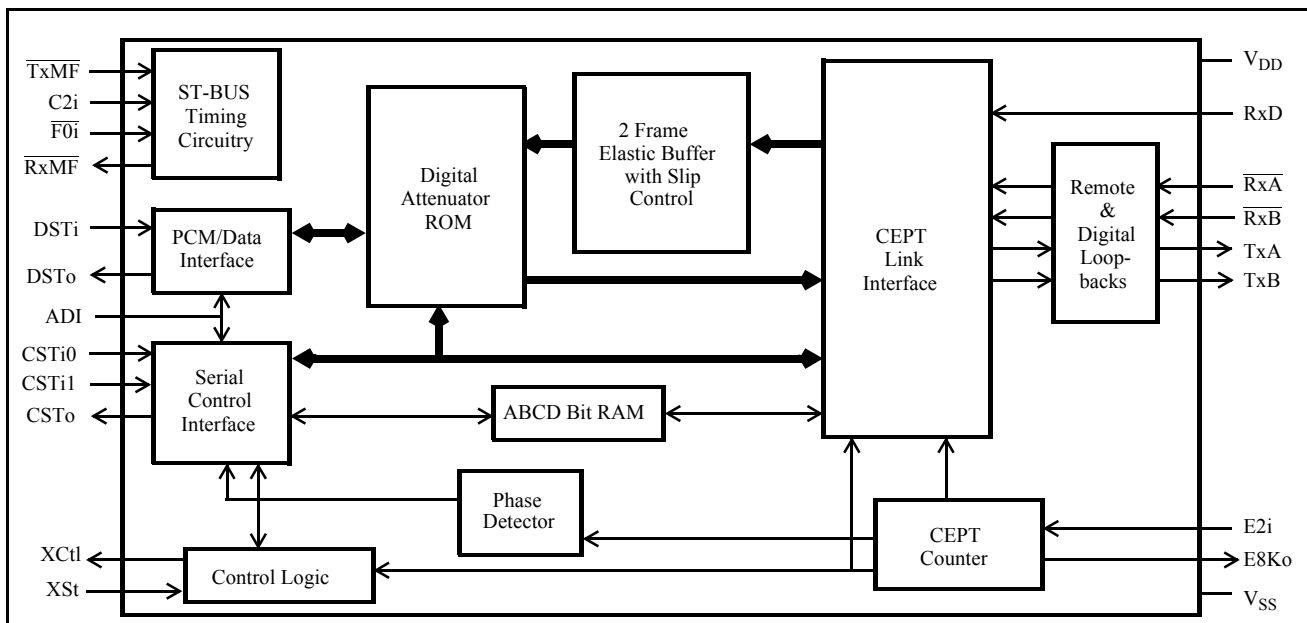 TxMF
C2i
F0i
RxMF
DSTi
DSTo
ADI
CSTi0
CSTi1
CSTo
XCtl
XSt
ST-BUS
Timing
Circuitry
PCM/Data
Interface
Serial
Control
Interface
Control Logic
Digital
Attenuator
ROM
2 Frame
Elastic Buffer
with Slip
Control
ABCD Bit RAM
Phase
Detector
CEPT
Link
Interface
CEPT
Counter
Remote
&
Digital
Loop-
backs
VDD
RxD
RxA
RxB
TxA
TxB
E2i
E8Ko
VSS